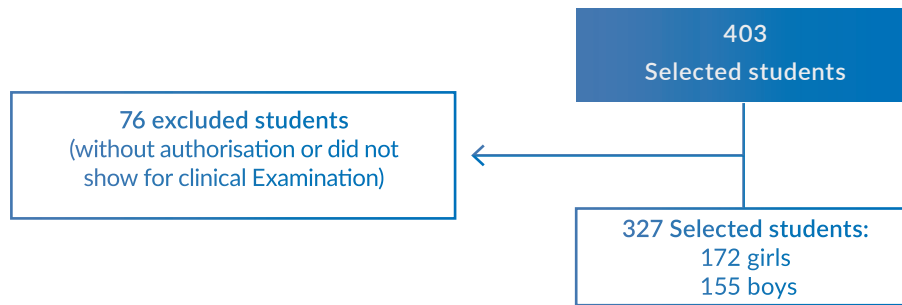 403
Selected students
76 excluded students
(without authorisation or did not
show for clinical Examination)
327 Selected students:
172 girls
155 boys